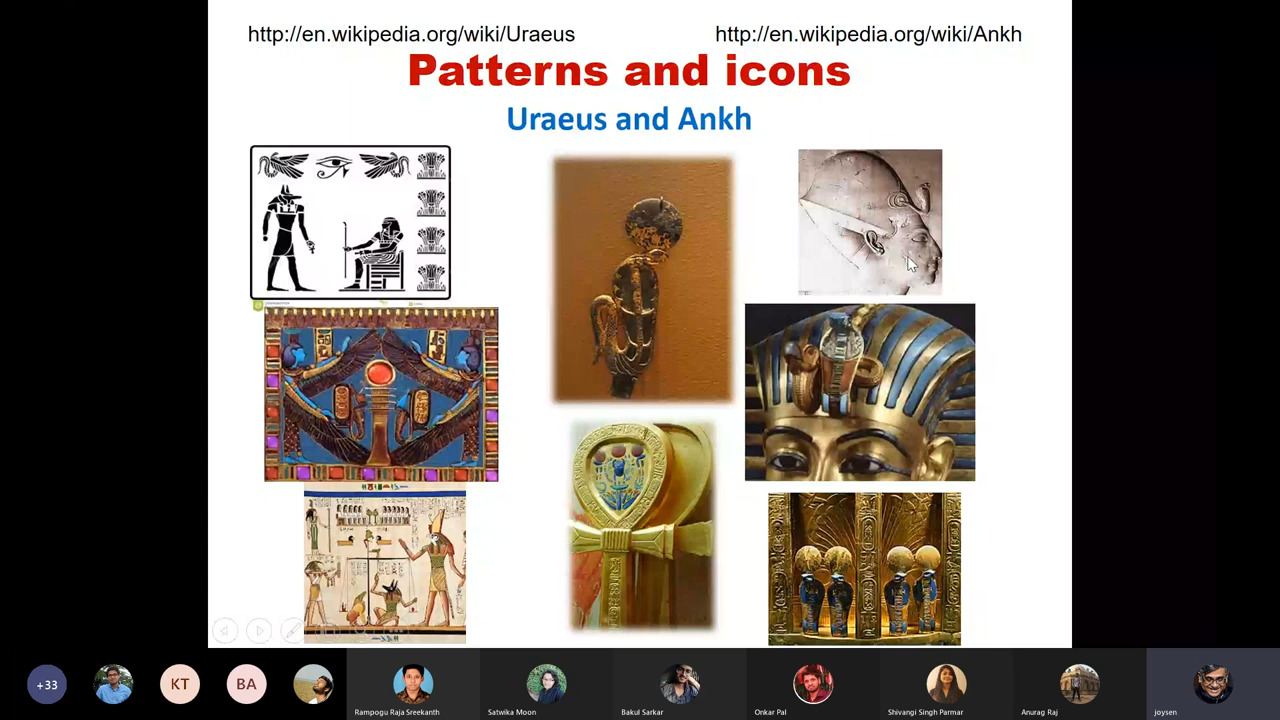 http://en.wikipedia.org/wiki/Uraeus
http://en.wikipedia.org/wiki/Ankh
Patterns and icons
Uraeus and Ankh
+33
KT
BA
Rampogu Raja Sreekanth
Satwika Moon
Bakul Sarkar
Onkar Pal
Shivangi Singh Parmar
Anurag Raj
joysen